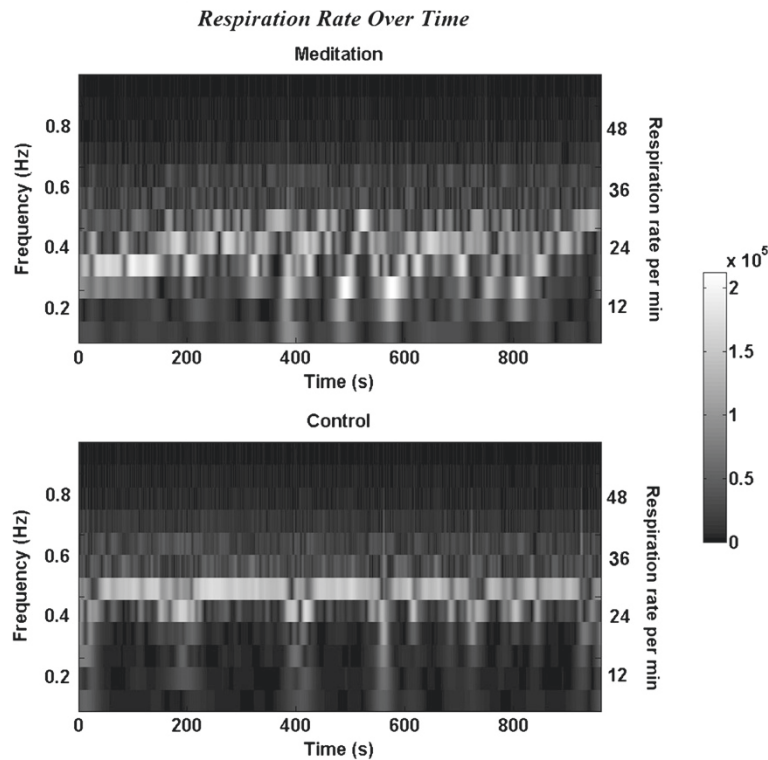 Respiration Rate Over Time
Meditation
Frequency (Hz)
0.8
0.6
0.4
0.2
48
36
24
12
Respiration rate per min
0 200 400 600 800
Time (s)
x 10^5
2
1.5
1
0.5
0
Control
Frequency (Hz)
0.8
0.6
0.4
0.2
48
36
24
12
Respiration rate per min
0 200 400 600 800
Time (s)